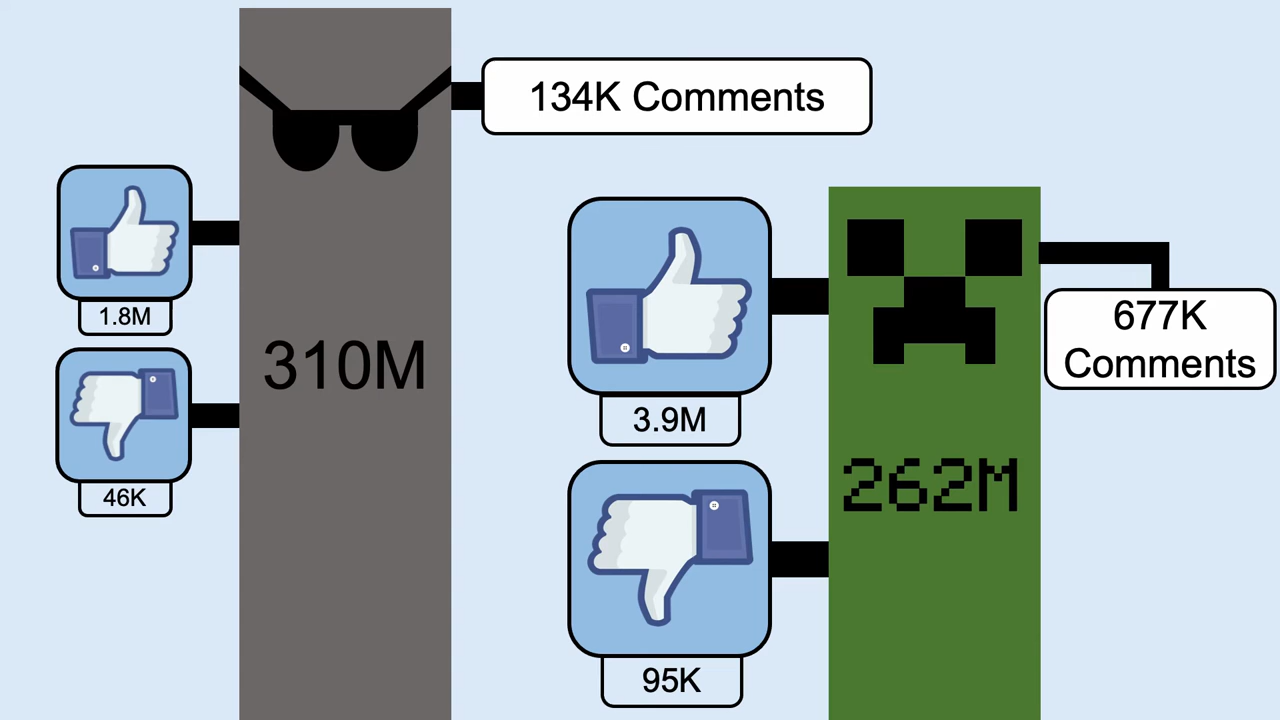 134K Comments
1.8M
310M
46K
677K
Comments
3.9M
262M
95K